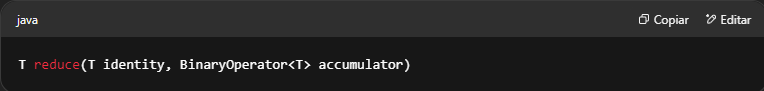 java
Copiar
Editar
T reduce(T identity, BinaryOperator<T> accumulator)